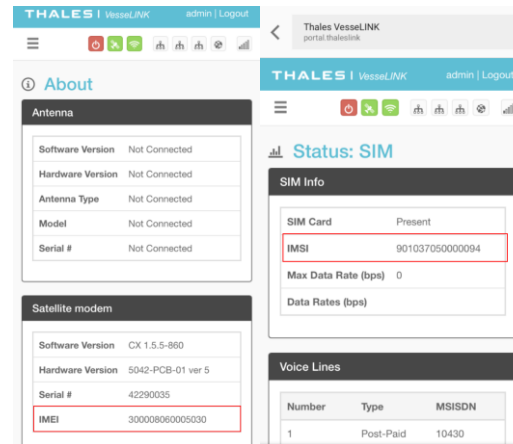 THALES | VesseLINK admin | Logout
About
Antenna
Software Version Not Connected
Hardware Version Not Connected
Antenna Type Not Connected
Model Not Connected
Serial # Not Connected
Satellite modem
Software Version CX 1.5.5-860
Hardware Version 5042-PCB-01 ver 5
Serial # 42290035
IMEI 300008060005030
Thales VesseLINK
portal.thaleslink
THALES | VesseLINK admin | Logout
Status: SIM
SIM Info
SIM Card Present
IMSI 901037050000094
Max Data Rate (bps) 0
Data Rates (bps)
Voice Lines
Number Type MSISDN
1 Post-Paid 10430